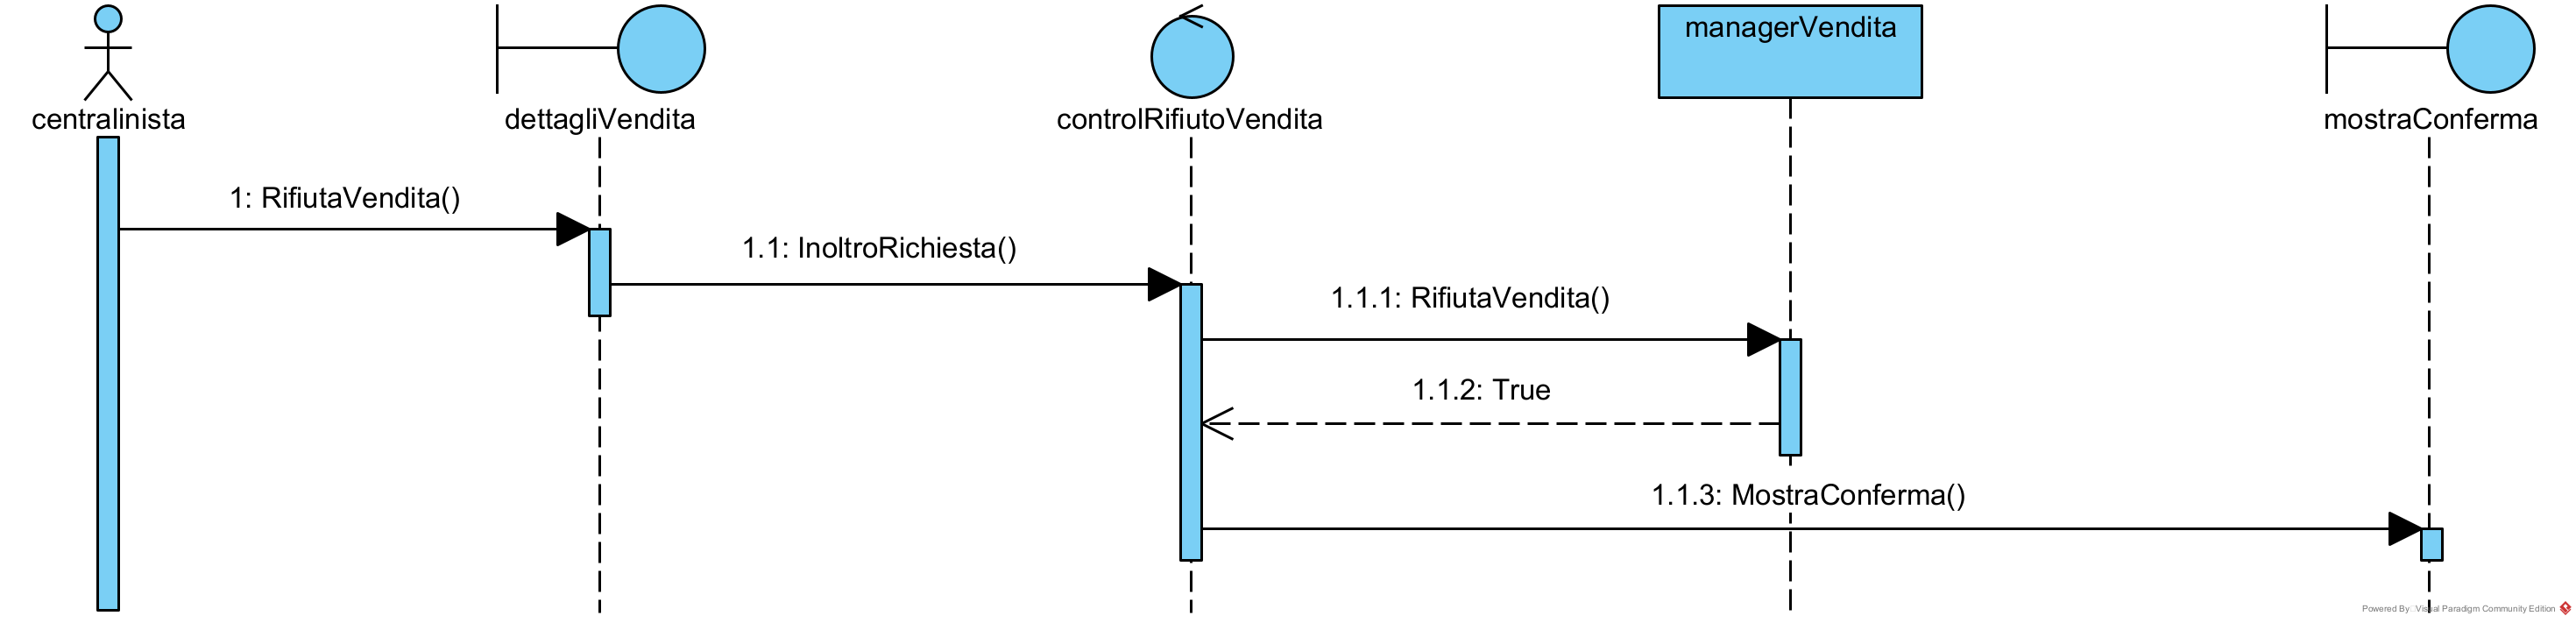 managerVendita
centralinista
dettagliVendita
controlRifiutoVendita
mostraConferma
1: RifiutaVendita()
1.1: InoltroRichiesta()
1.1.1: RifiutaVendita()
1.1.2: True
1.1.3: MostraConferma()
Powered By Visual Paradigm Community Edition